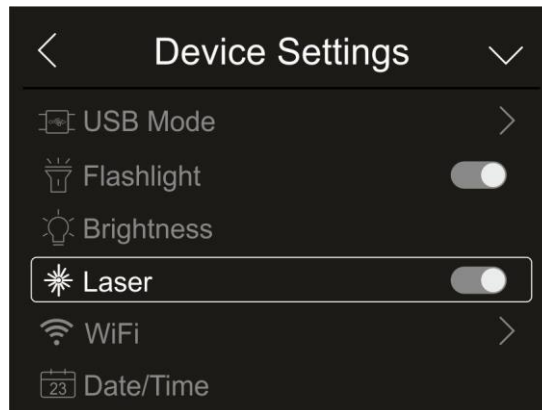 Device Settings
USB Mode
Flashlight
Brightness
Laser
WiFi
23 Date/Time